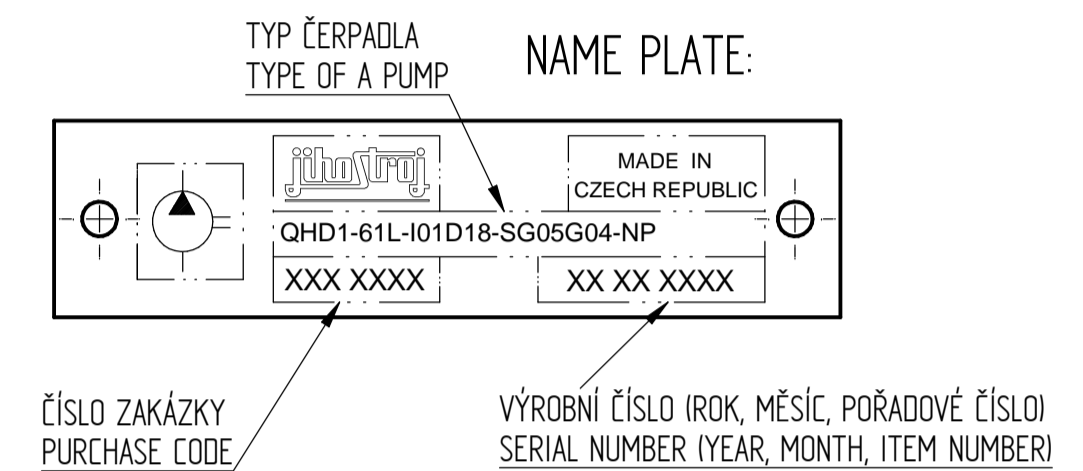 TYP ČERPADLA
TYPE OF A PUMP
NAME PLATE:
jihostroj
MADE IN
CZECH REPUBLIC
QHD1-61L-I01D18-SG05G04-NP
XXX XXXX
XX XX XXXX
ČÍSLO ZAKÁZKY
PURCHASE CODE
VÝROBNÍ ČÍSLO (ROK, MĚSÍC, POŘADOVÉ ČÍSLO)
SERIAL NUMBER (YEAR, MONTH, ITEM NUMBER)